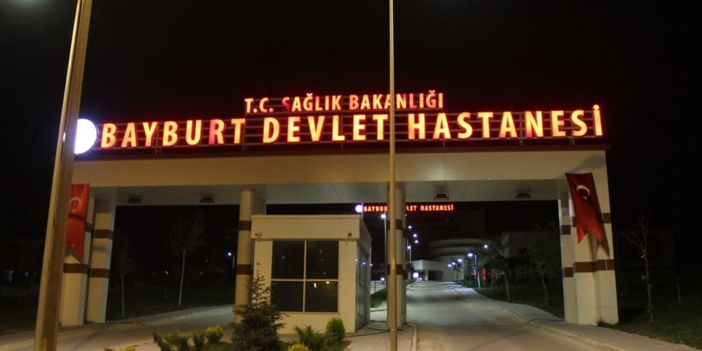 T.C. SAĞLIK BAKANLIĞI
BAYBURT DEVLET HASTANESİ
BAYBURT DEVLET HASTANESİ